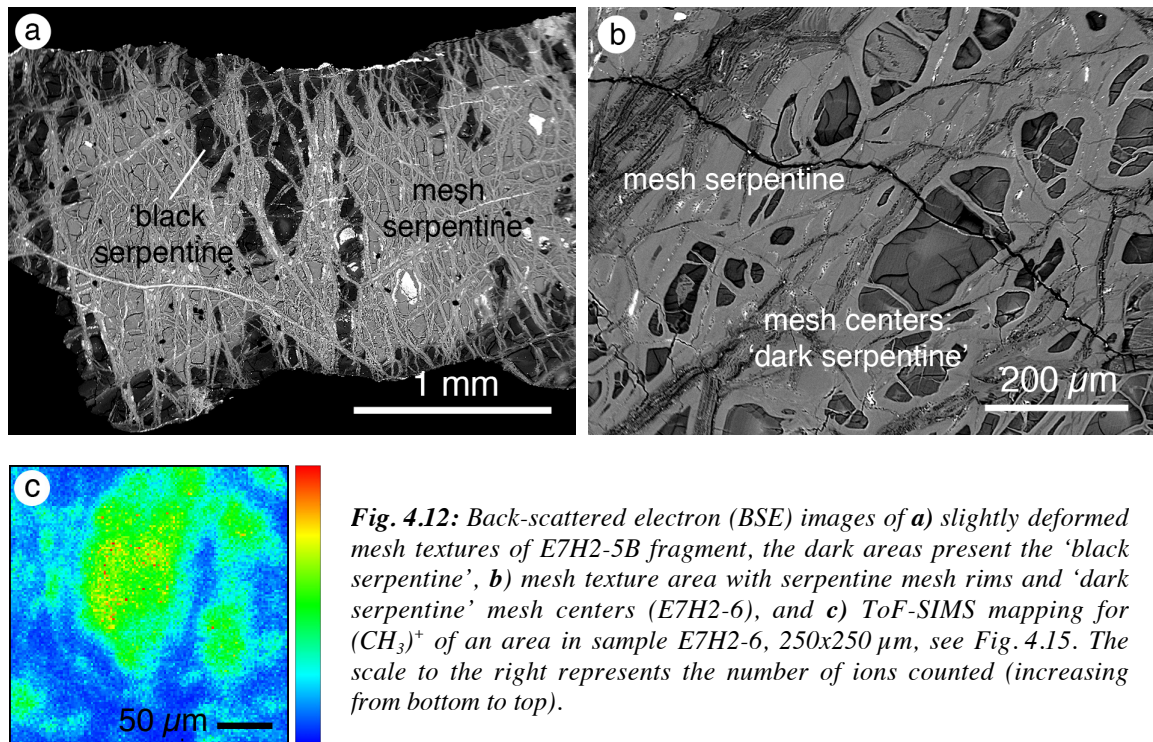 a
'black
serpentine'
mesh
serpentine
1 mm
b
mesh serpentine
mesh centers:
'dark serpentine'
200 µm
c
50 µm
Fig. 4.12: Back-scattered electron (BSE) images of a) slightly deformed
mesh textures of E7H2-5B fragment, the dark areas present the ‘black
serpentine’, b) mesh texture area with serpentine mesh rims and ‘dark
serpentine’ mesh centers (E7H2-6), and c) ToF-SIMS mapping for
(CH₃)⁺ of an area in sample E7H2-6, 250x250 µm, see Fig. 4.15. The
scale to the right represents the number of ions counted (increasing
from bottom to top).